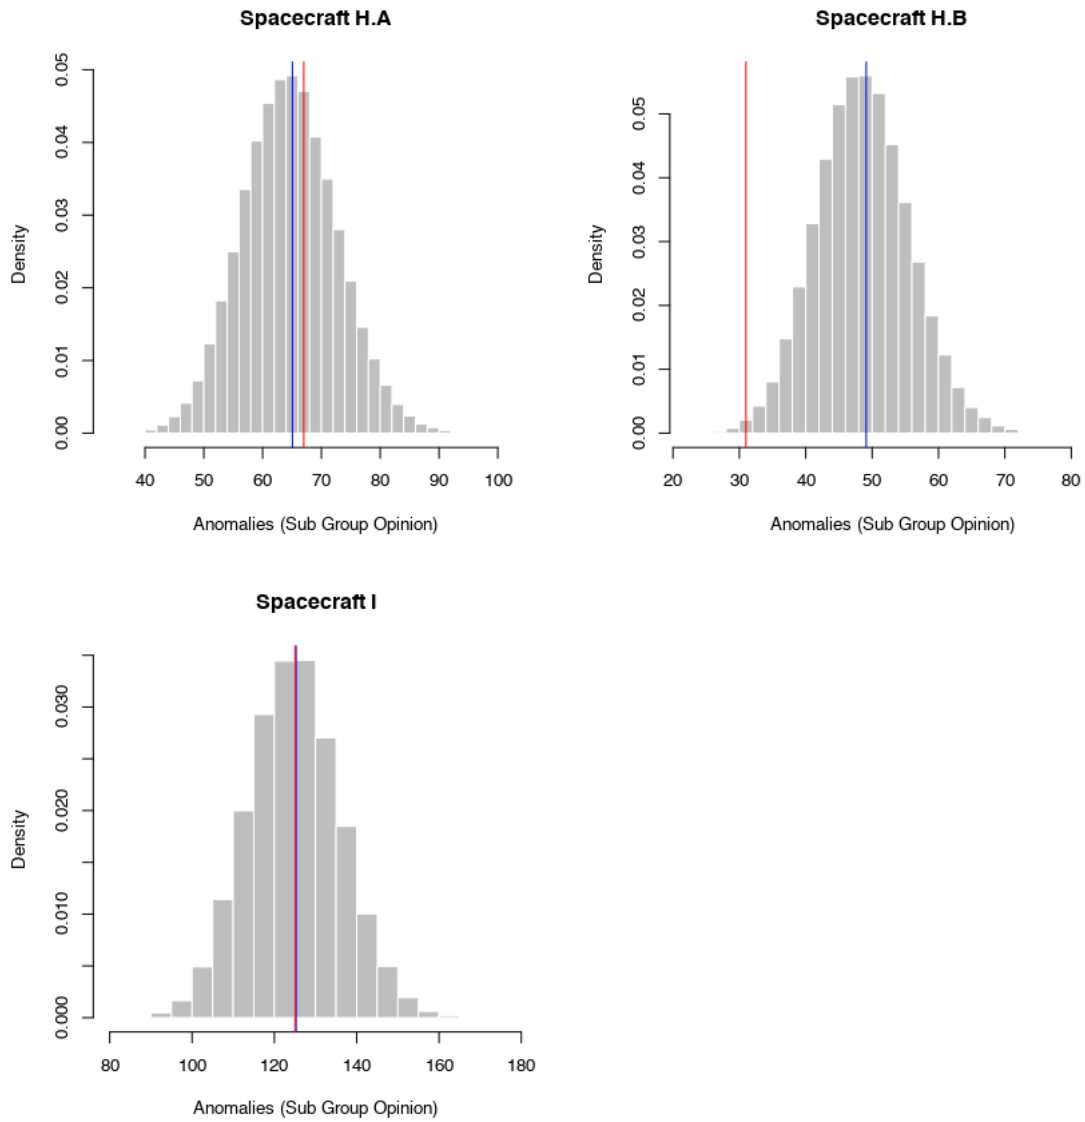 Spacecraft H.A
Density
0.00 0.01 0.02 0.03 0.04 0.05
40 50 60 70 80 90 100
Anomalies (Sub Group Opinion)
Spacecraft H.B
Density
0.00 0.01 0.02 0.03 0.04 0.05
20 30 40 50 60 70 80
Anomalies (Sub Group Opinion)
Spacecraft I
Density
0.000 0.010 0.020 0.030
80 100 120 140 160 180
Anomalies (Sub Group Opinion)